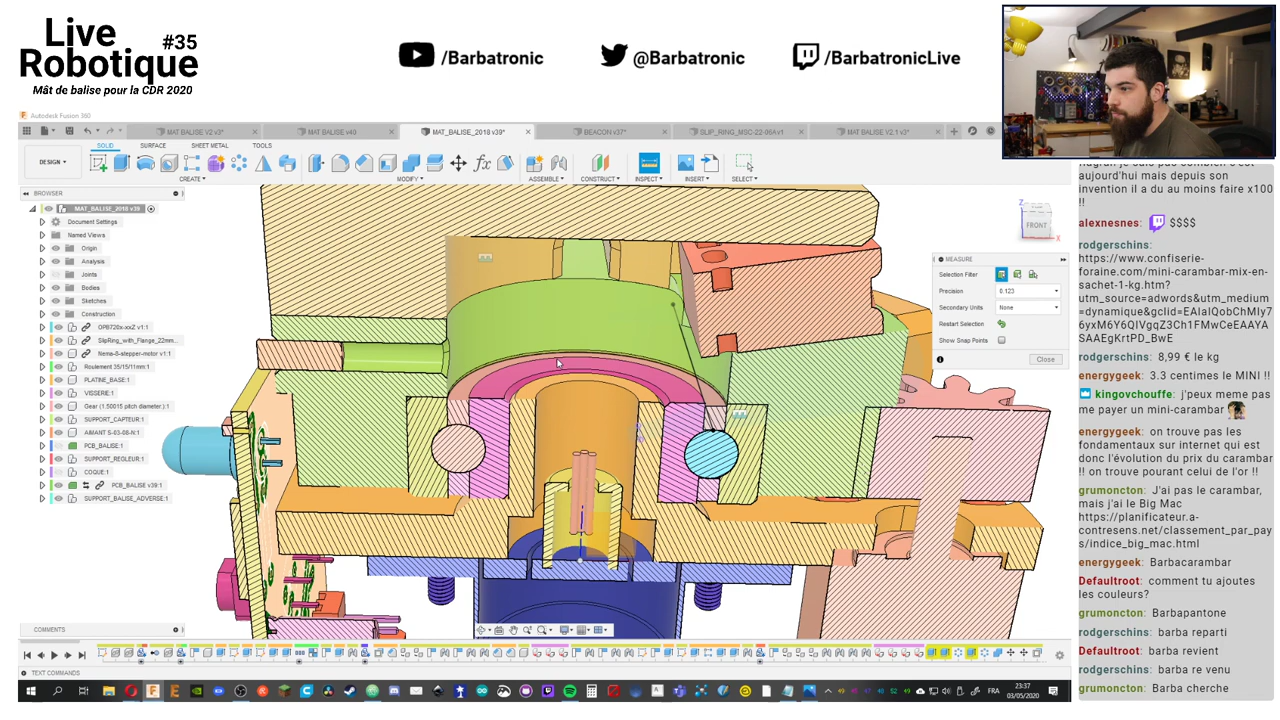 Live
Robotique #35
Mât de balise pour la CDR 2020
/Barbatronic
@Barbatronic
/BarbatronicLive
Autodesk Fusion 360
MAT BALISE V2 v3*
MAT BALISE v40
MAT_BALISE_2018 v39*
BEACON v37*
SLIP_RING_MSC-22-06A v1
MAT BALISE V2.1 v3*
SOLID
SURFACE
SHEET METAL
TOOLS
DESIGN
CREATE
MODIFY
ASSEMBLE
CONSTRUCT
INSPECT
INSERT
SELECT
BROWSER
MAT_BALISE_2018 v39
Document Settings
Named Views
Origin
Analysis
Joints
Bodies
Sketches
Construction
OPB720x-xxZ v1:1
SlipRing_with_Flange_22mm...
Nema-8-stepper-motor v1:1
Roulement 35/15/11mm:1
PLATINE_BASE:1
VISSERIE:1
Gear (1.50015 pitch diameter):1
SUPPORT_CAPTEUR:1
AIMANT S-03-08-N:1
PCB_BALISE:1
SUPPORT_REGLEUR:1
COQUE:1
PCB_BALISE v39:1
SUPPORT_BALISE_ADVERSE:1
Z
FRONT
X
MEASURE
Selection Filter
Precision 0.123
Secondary Units None
Restart Selection
Show Snap Points
Close
COMMENTS
TEXT COMMANDS
FRA
23:37
03/05/2020
aujourd'hui mais depuis son
invention il a du au moins faire x100
!!
alexnesnes: $$$$
rodgerschins:
https://www.confiserie-
foraine.com/mini-carambar-mix-en-
sachet-1-kg.htm?
utm_source=adwords&utm_medium
=dynamique&gclid=EAIaIQobChMIy7
6yxM6Y6QIVgqZ3Ch1FMwCeEAAYA
SAAEgKrtPD_BwE
rodgerschins: 8,99 € le kg
energygeek: 3.3 centimes le MINI !!
kingovchouffe: j'peux meme pas
me payer un mini-carambar
energygeek: on trouve pas les
fondamentaux sur internet qui est
donc l'évolution du prix du carambar
!! on trouve pourant celui de l'or !!
grumoncton: J'ai pas le carambar,
mais j'ai le Big Mac
https://planificateur.a-
contresens.net/classement_par_pay
s/indice_big_mac.html
energygeek: Barbacarambar
Defaultroot: comment tu ajoutes
les couleurs?
grumoncton: Barbapantone
rodgerschins: barba reparti
Defaultroot: barba revient
rodgerschins: barba re venu
grumoncton: Barba cherche